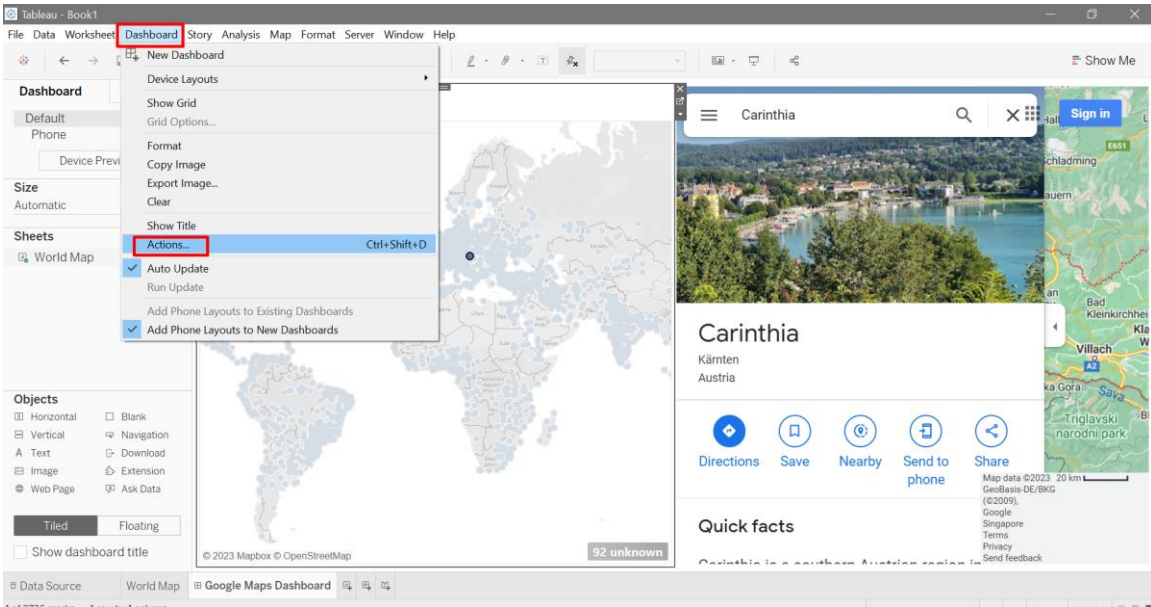 Tableau - Book1
File Data Worksheet Dashboard Story Analysis Map Format Server Window Help
Show Me
Dashboard
Default
Phone
Device Previ
Size
Automatic
Sheets
World Map
New Dashboard
Device Layouts
Show Grid
Grid Options...
Format
Copy Image
Export Image...
Clear
Show Title
Actions... Ctrl+Shift+D
Auto Update
Run Update
Add Phone Layouts to Existing Dashboards
Add Phone Layouts to New Dashboards
Objects
Horizontal Blank
Vertical Navigation
A Text Download
Image Extension
Web Page Ask Data
Tiled Floating
Show dashboard title
© 2023 Mapbox © OpenStreetMap
92 unknown
Carinthia
Sign in
E651
chladming
Carinthia
Kärnten
Austria
Directions Save Nearby Send to phone Share
Bad
Kleinkirchhei
Villach
A2
ka Gora
Sava
Triglavski
narodni park
Map data ©2023 20 km
GeoBasis-DE/BKG
(©2009),
Google
Singapore
Terms
Privacy
Send feedback
Quick facts
Data Source World Map Google Maps Dashboard